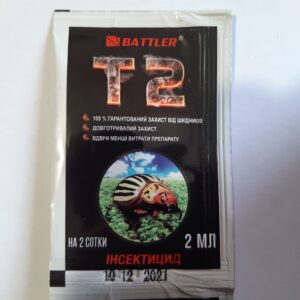 BATTLER®
T2
100 % ГАРАНТОВАНИЙ ЗАХИСТ ВІД ШКІДНИКІВ
ДОВГОТРИВАЛИЙ ЗАХИСТ
ВДВІЧІ МЕНШІ ВИТРАТИ ПРЕПАРАТУ
НА 2 СОТКИ
2 МЛ
ІНСЕКТИЦИД
12 2021